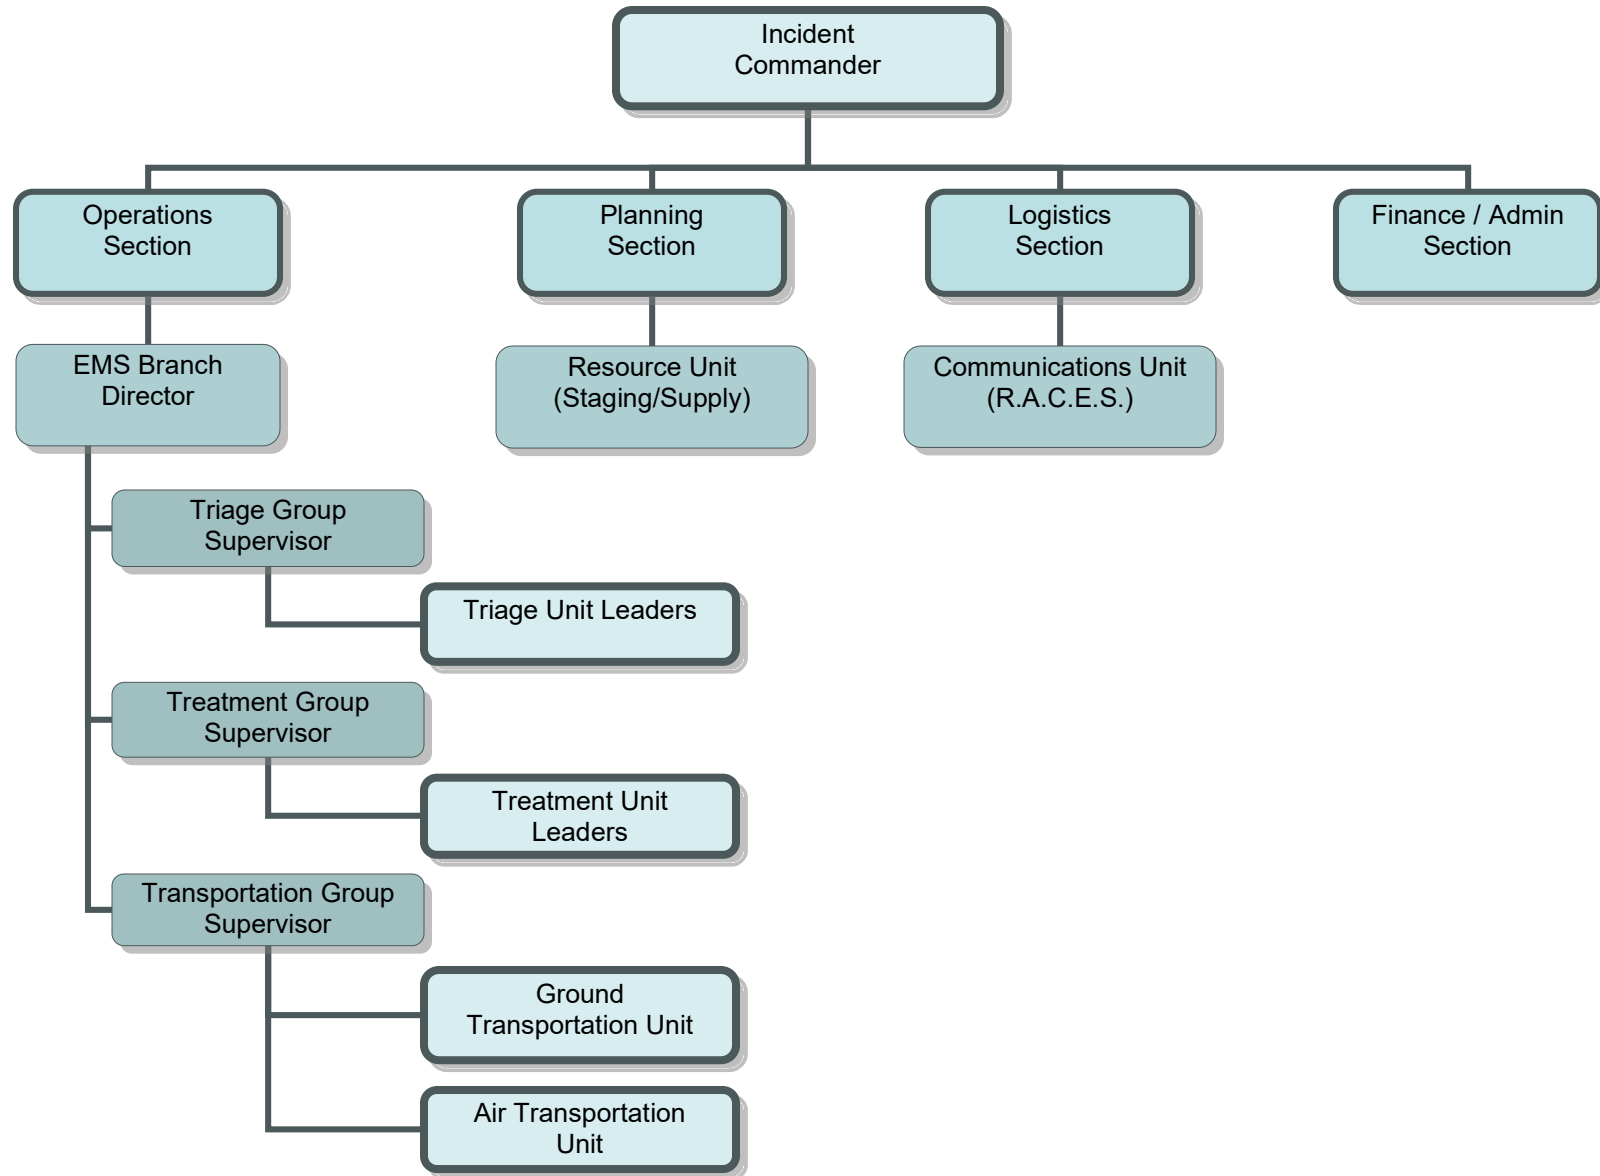 Incident
Commander
Operations
Section
Planning
Section
Logistics
Section
Finance / Admin
Section
EMS Branch
Director
Resource Unit
(Staging/Supply)
Communications Unit
(R.A.C.E.S.)
Triage Group
Supervisor
Triage Unit Leaders
Treatment Group
Supervisor
Treatment Unit
Leaders
Transportation Group
Supervisor
Ground
Transportation Unit
Air Transportation
Unit